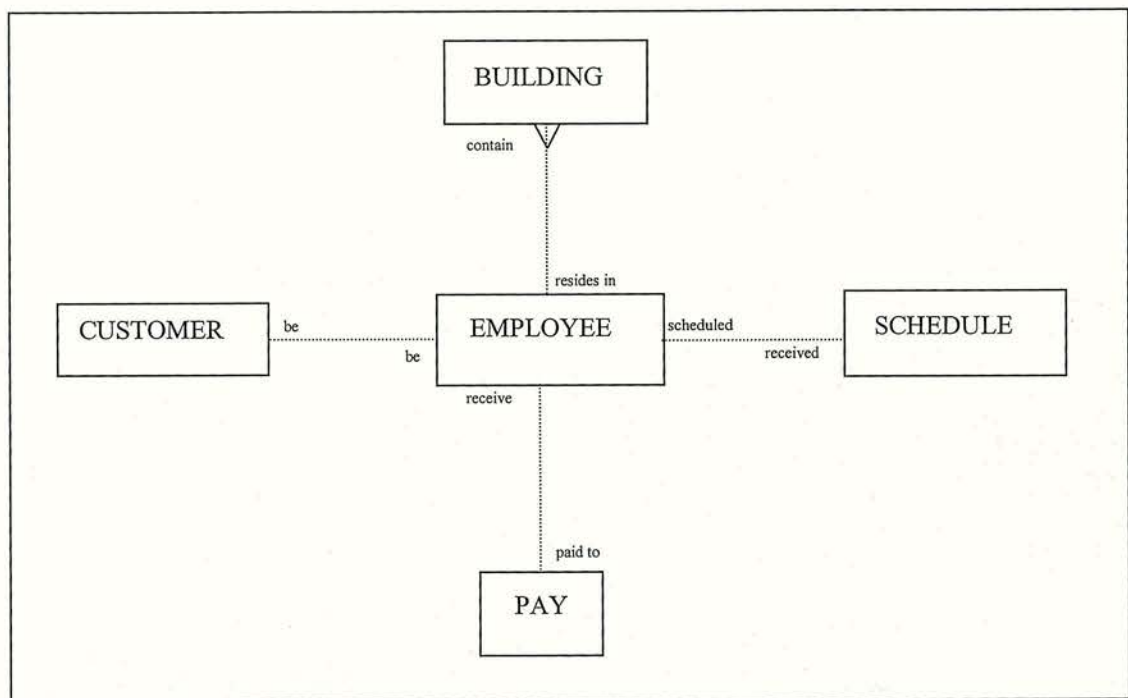 BUILDING
contain
resides in
CUSTOMER
be
be
EMPLOYEE
scheduled
received
SCHEDULE
receive
paid to
PAY